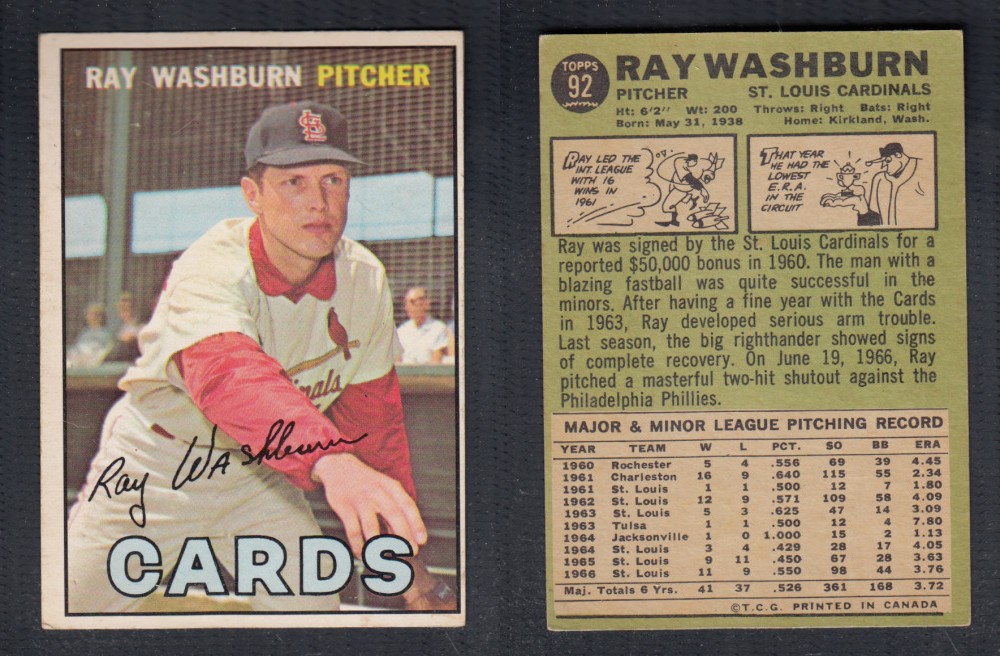 RAY WASHBURN PITCHER
StL
Cardinals
Ray Washburn
CARDS
TOPPS
92
RAY WASHBURN
PITCHER ST. LOUIS CARDINALS
Ht: 6'2" Wt: 200 Throws: Right Bats: Right
Born: May 31, 1938 Home: Kirkland, Wash.
RAY LED THE
INT. LEAGUE
WITH 16
WINS IN
1961
THAT YEAR
HE HAD THE
LOWEST
E.R.A.
IN THE
CIRCUIT
Ray was signed by the St. Louis Cardinals for a
reported $50,000 bonus in 1960. The man with a
blazing fastball was quite successful in the
minors. After having a fine year with the Cards
in 1963, Ray developed serious arm trouble.
Last season, the big righthander showed signs
of complete recovery. On June 19, 1966, Ray
pitched a masterful two-hit shutout against the
Philadelphia Phillies.
MAJOR & MINOR LEAGUE PITCHING RECORD
YEAR TEAM W L PCT. SO BB ERA
1960 Rochester 5 4 .556 69 39 4.45
1961 Charleston 16 9 .640 115 55 2.34
1961 St. Louis 1 1 .500 12 7 1.80
1962 St. Louis 12 9 .571 109 58 4.09
1963 St. Louis 5 3 .625 47 14 3.09
1963 Tulsa 1 1 .500 12 4 7.80
1964 Jacksonville 1 0 1.000 15 2 1.13
1964 St. Louis 3 4 .429 28 17 4.05
1965 St. Louis 9 11 .450 67 28 3.63
1966 St. Louis 11 9 .550 98 44 3.76
Maj. Totals 6 Yrs. 41 37 .526 361 168 3.72
©T.C.G. PRINTED IN CANADA